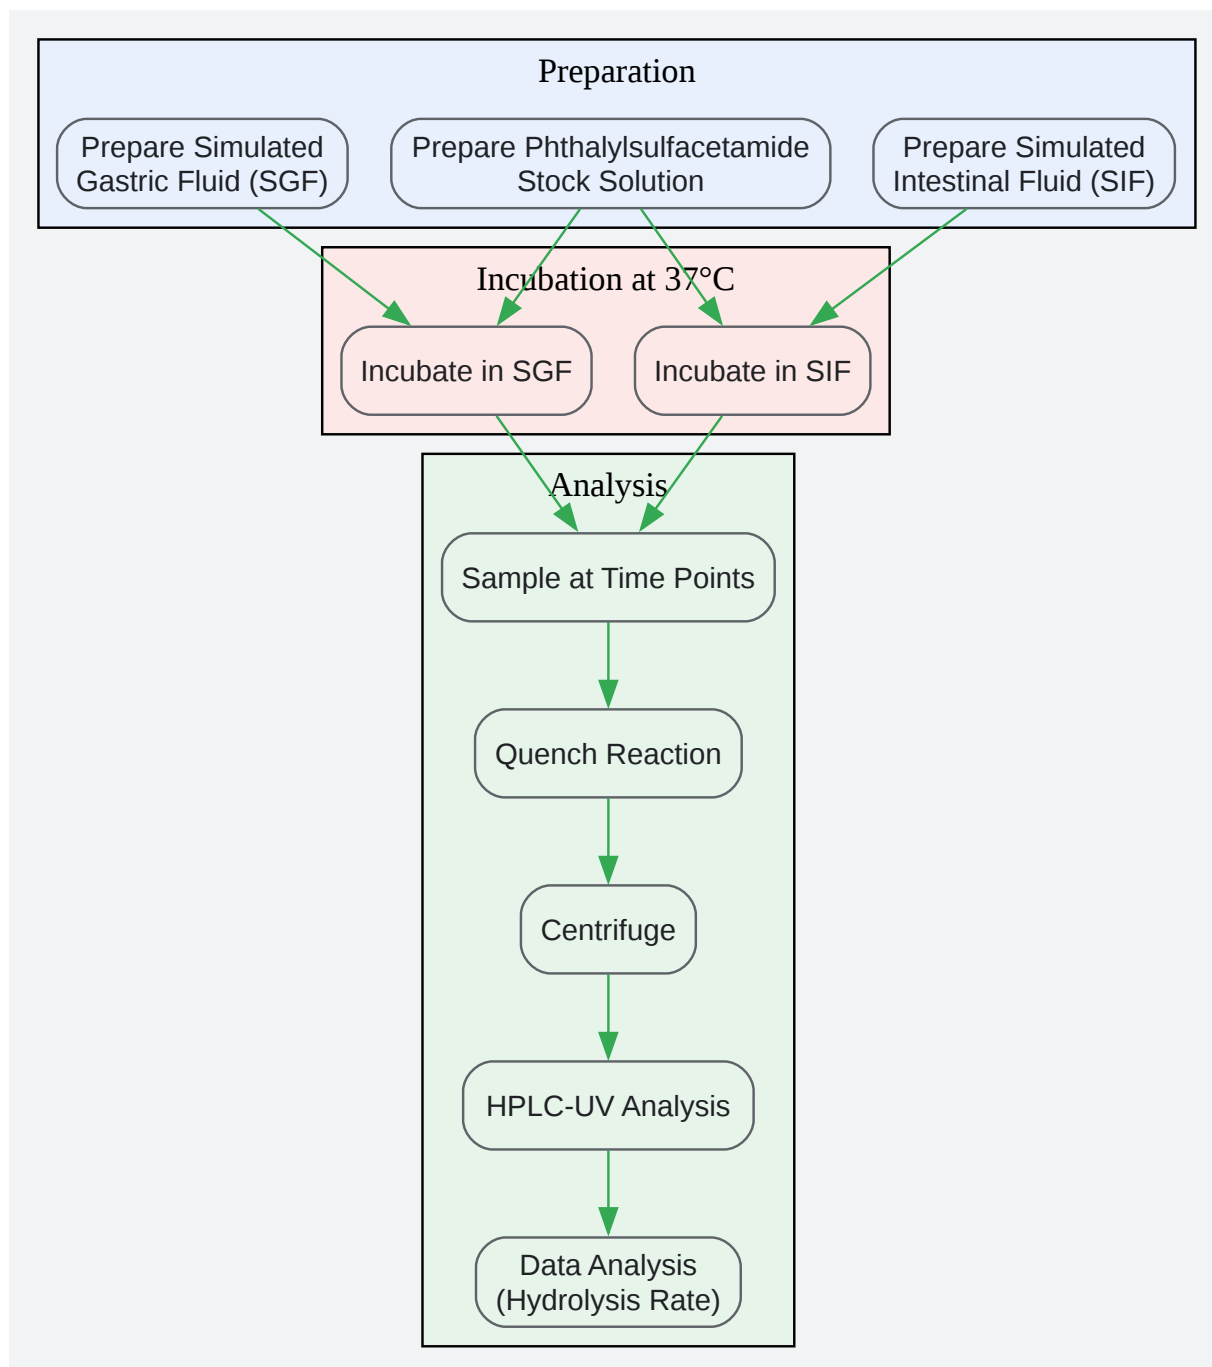 Preparation
Prepare Simulated
Gastric Fluid (SGF)
Prepare Phthalylsulfacetamide
Stock Solution
Prepare Simulated
Intestinal Fluid (SIF)
Incubation at 37°C
Incubate in SGF
Incubate in SIF
Analysis
Sample at Time Points
Quench Reaction
Centrifuge
HPLC-UV Analysis
Data Analysis
(Hydrolysis Rate)